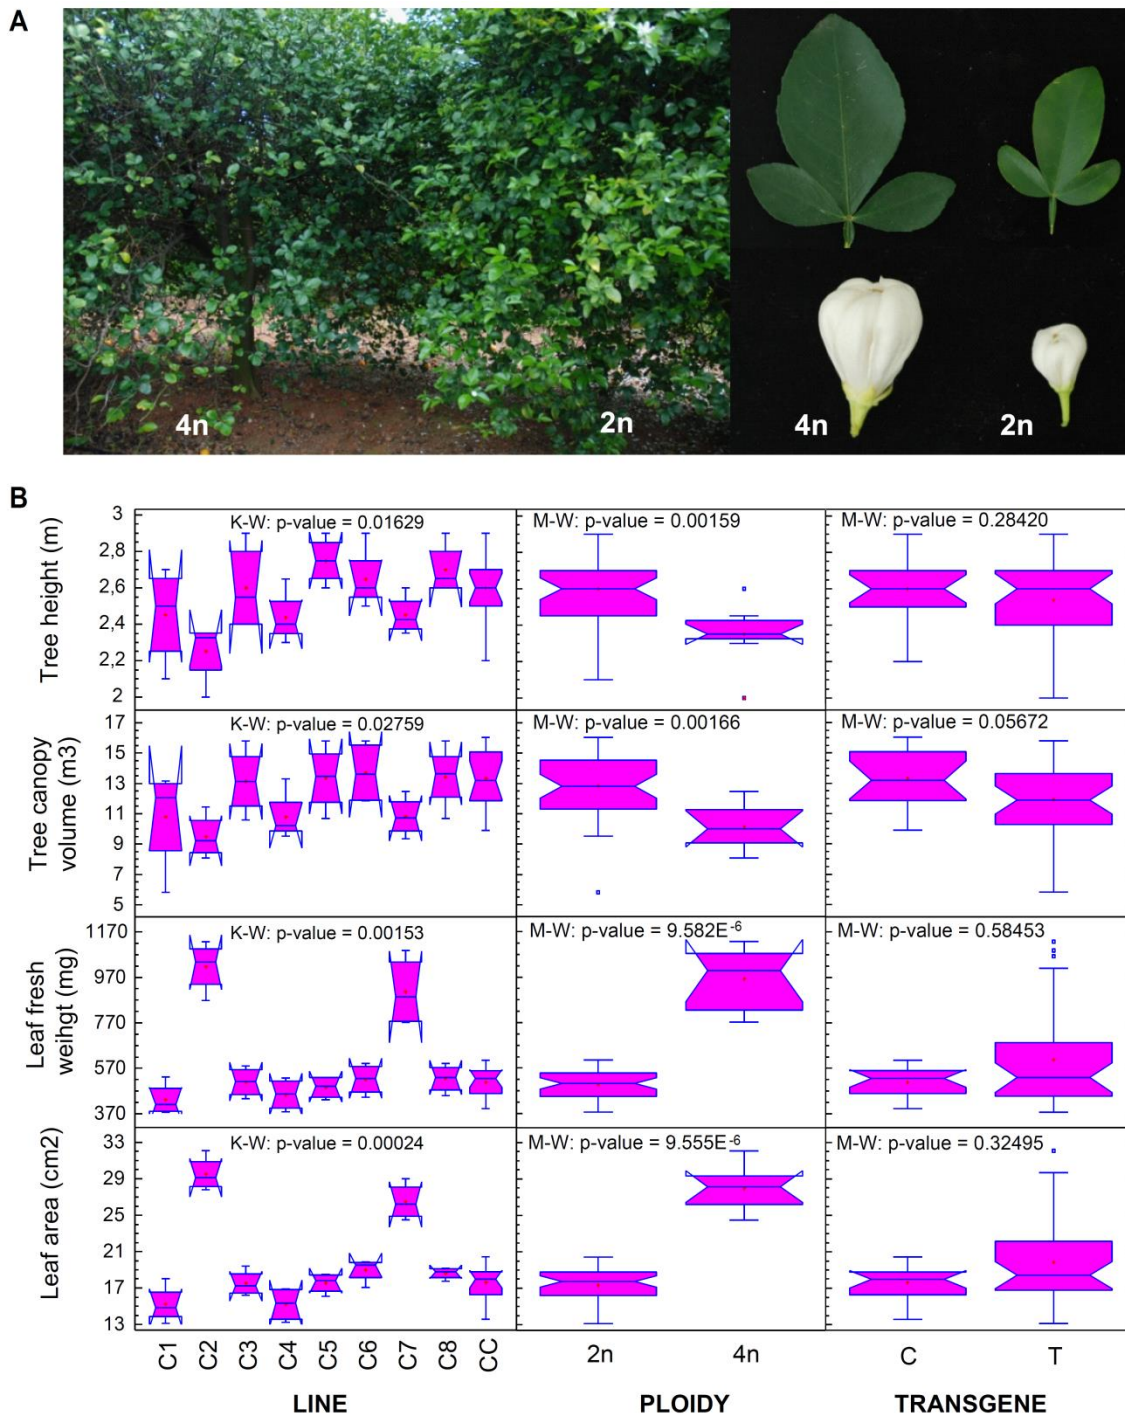 A
4n
2n
4n
2n
B
Tree height (m)
3
2,8
2,6
2,4
2,2
2
K-W: p-value = 0.01629
M-W: p-value = 0.00159
M-W: p-value = 0.28420
Tree canopy
volume (m3)
17
15
13
11
9
7
5
K-W: p-value = 0.02759
M-W: p-value = 0.00166
M-W: p-value = 0.05672
Leaf fresh
weihgt (mg)
1170
970
770
570
370
K-W: p-value = 0.00153
M-W: p-value = 9.582E-6
M-W: p-value = 0.58453
Leaf area (cm2)
33
29
25
21
17
13
K-W: p-value = 0.00024
M-W: p-value = 9.555E-6
M-W: p-value = 0.32495
C1 C2 C3 C4 C5 C6 C7 C8 CC
2n 4n
C T
LINE
PLOIDY
TRANSGENE